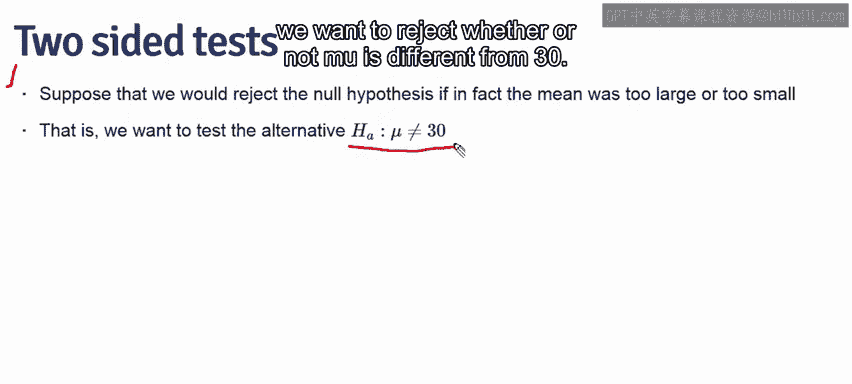 Two sided tests
we want to reject whether or
not mu is different from 30.
· Suppose that we would reject the null hypothesis if in fact the mean was too large or too small
· That is, we want to test the alternative Hₐ : μ ≠ 30